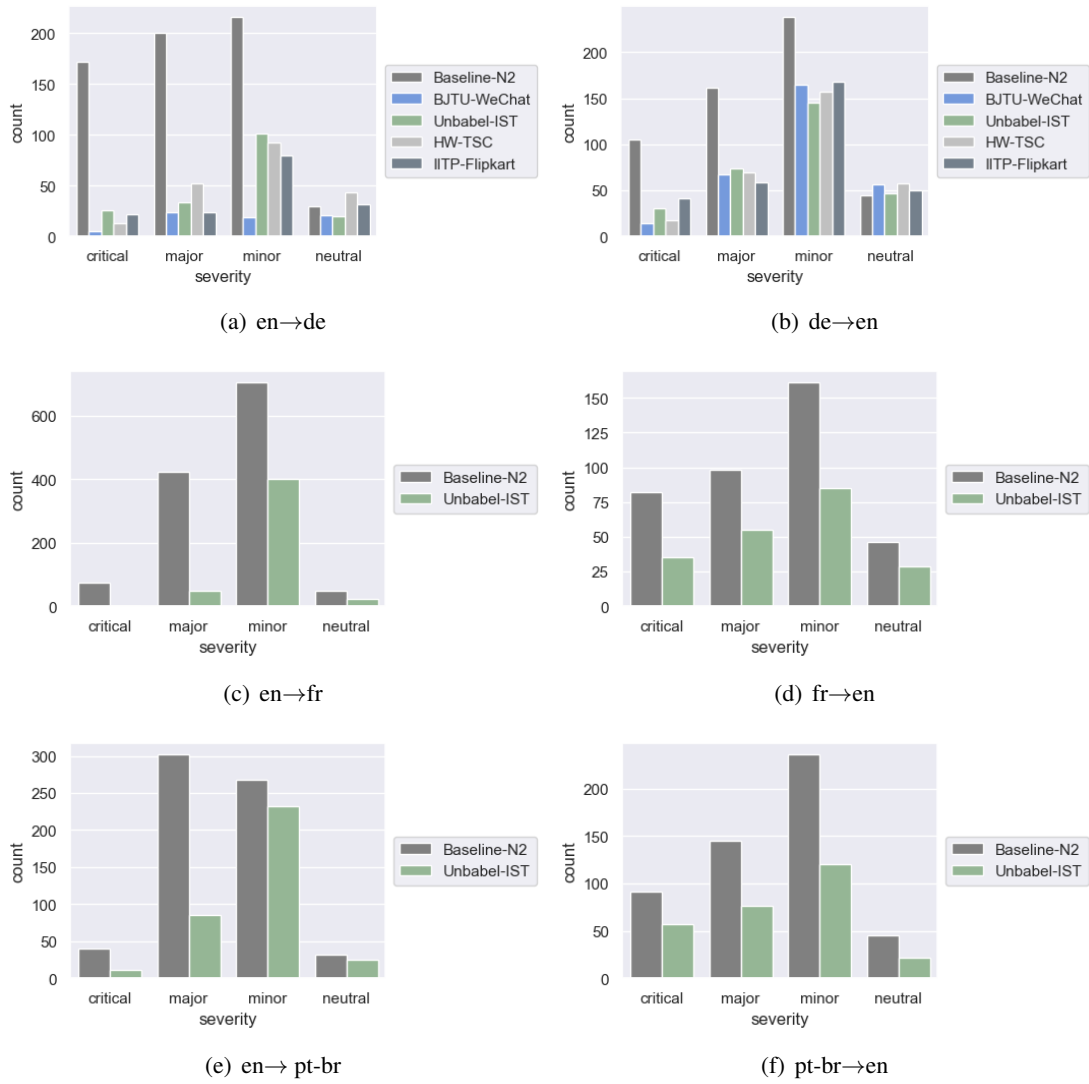 200
150
100
50
0
count
critical major minor neutral
severity
Baseline-N2
BJTU-WeChat
Unbabel-IST
HW-TSC
IITP-Flipkart
(a) en→de
200
150
100
50
0
count
critical major minor neutral
severity
Baseline-N2
BJTU-WeChat
Unbabel-IST
HW-TSC
IITP-Flipkart
(b) de→en
600
400
200
0
count
critical major minor neutral
severity
Baseline-N2
Unbabel-IST
(c) en→fr
150
125
100
75
50
25
0
count
critical major minor neutral
severity
Baseline-N2
Unbabel-IST
(d) fr→en
300
250
200
150
100
50
0
count
critical major minor neutral
severity
Baseline-N2
Unbabel-IST
(e) en→ pt-br
200
150
100
50
0
count
critical major minor neutral
severity
Baseline-N2
Unbabel-IST
(f) pt-br→en